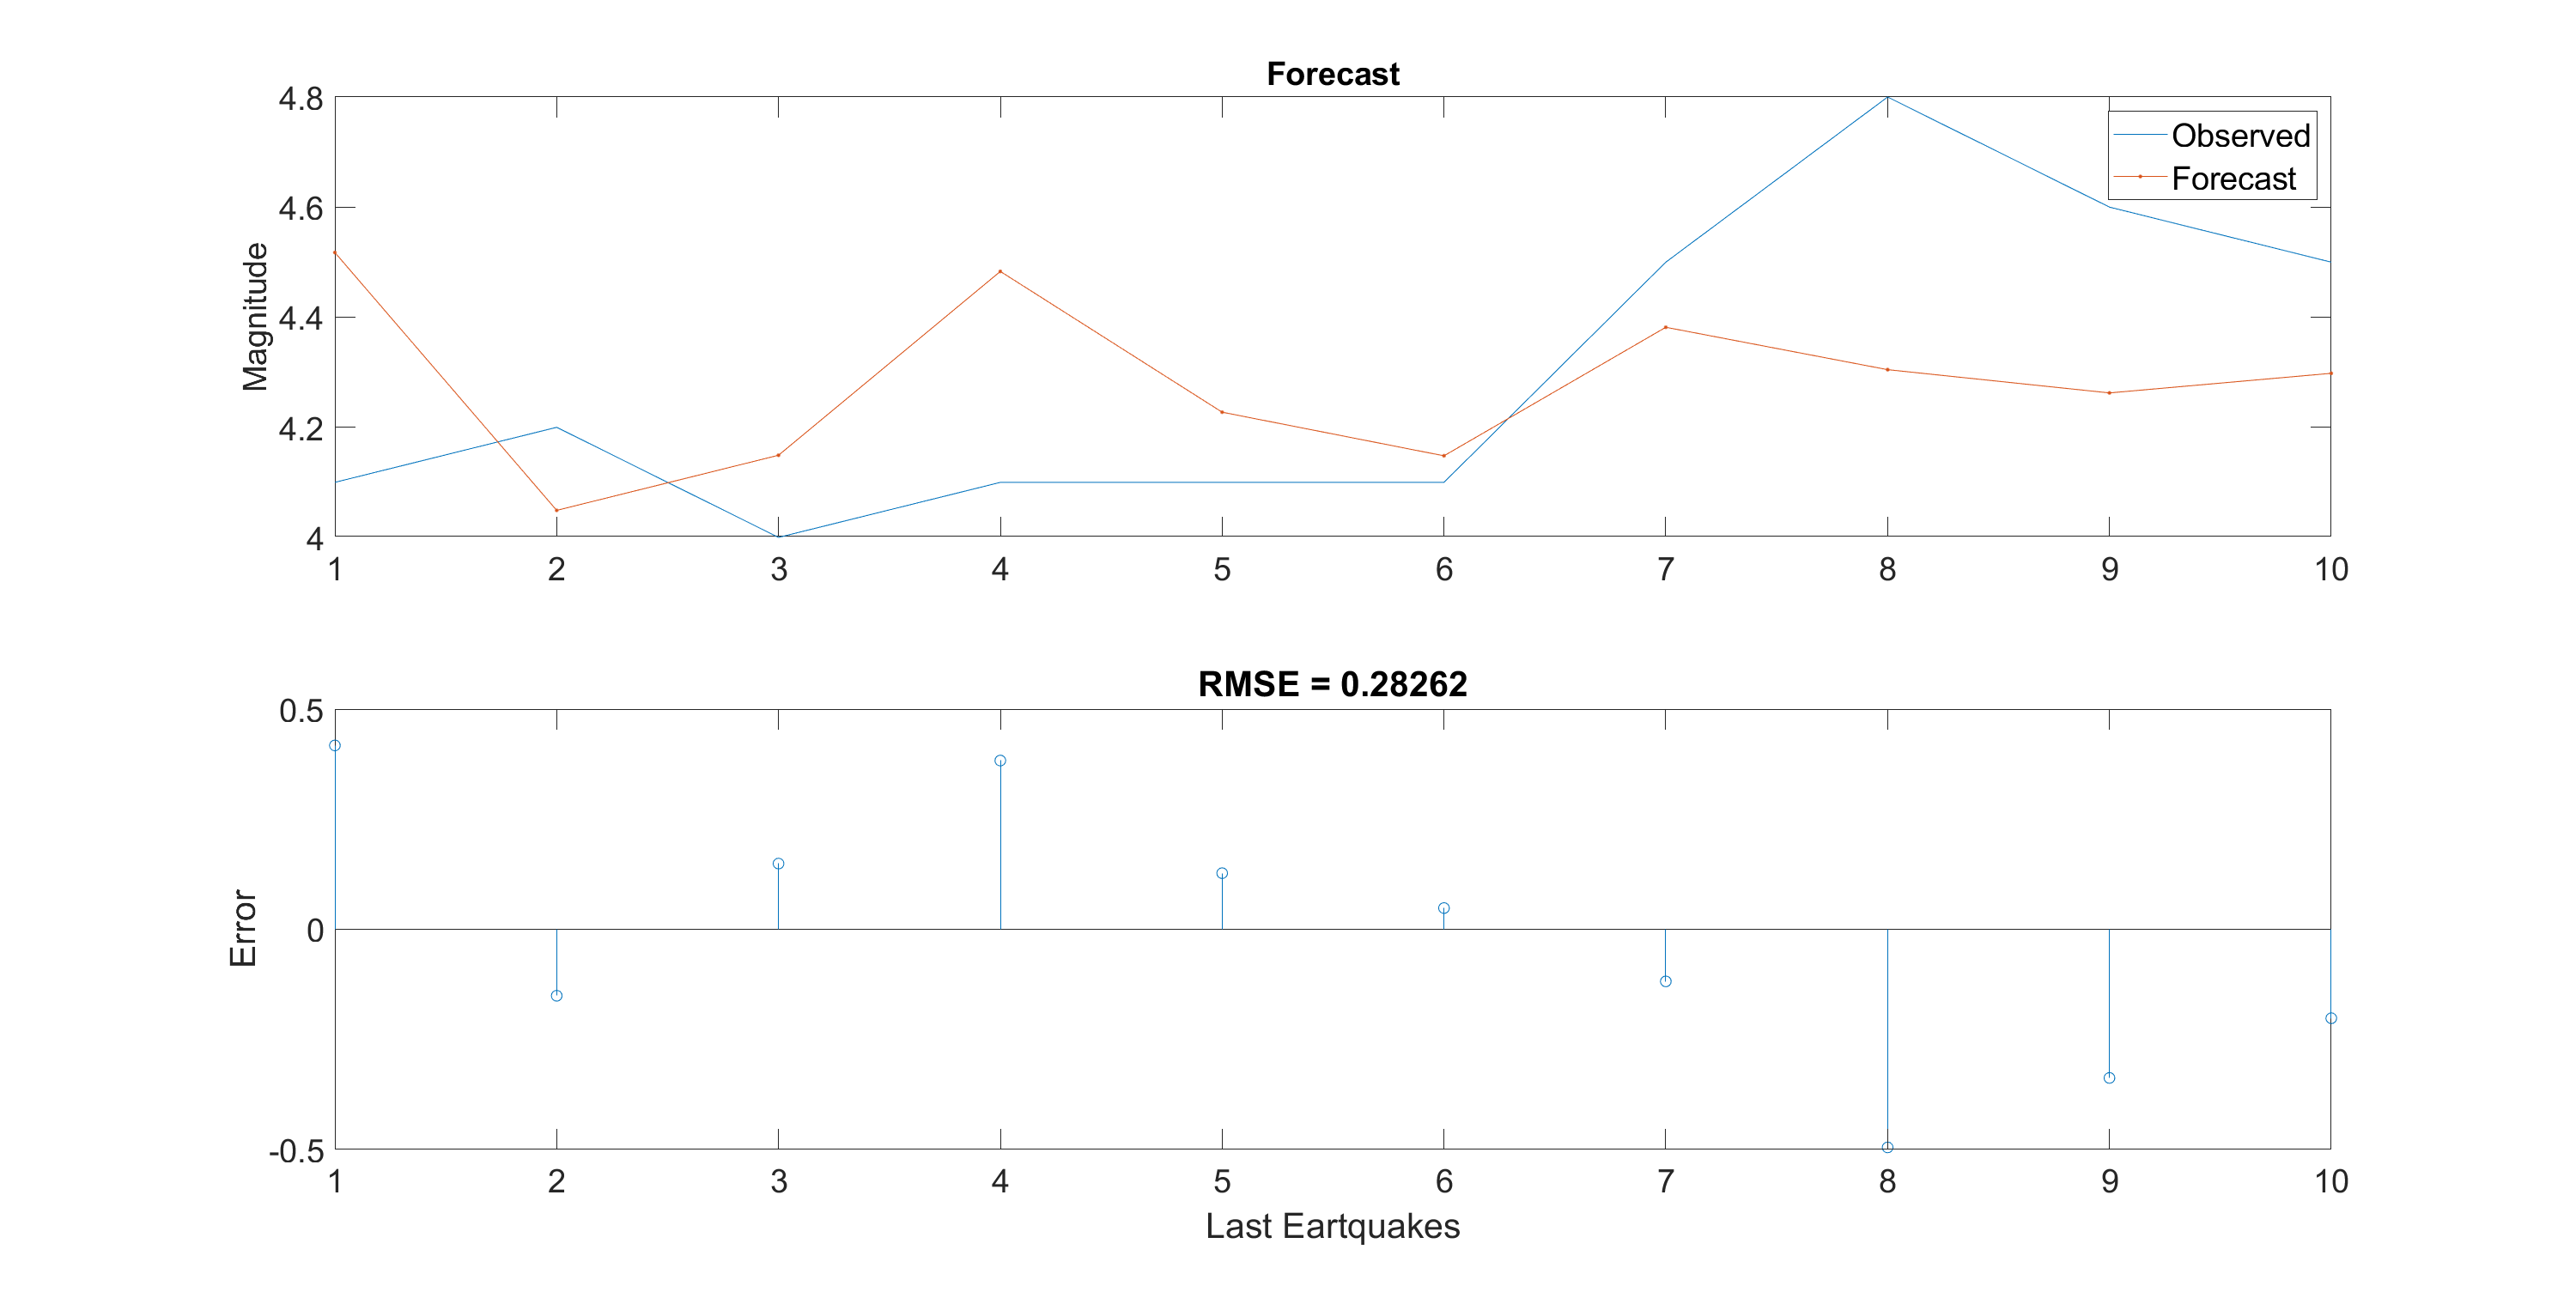 Forecast
4.8
4.6
4.4
4.2
4
Magnitude
Observed
Forecast
1 2 3 4 5 6 7 8 9 10
RMSE = 0.28262
0.5
0
-0.5
Error
1 2 3 4 5 6 7 8 9 10
Last Eartquakes